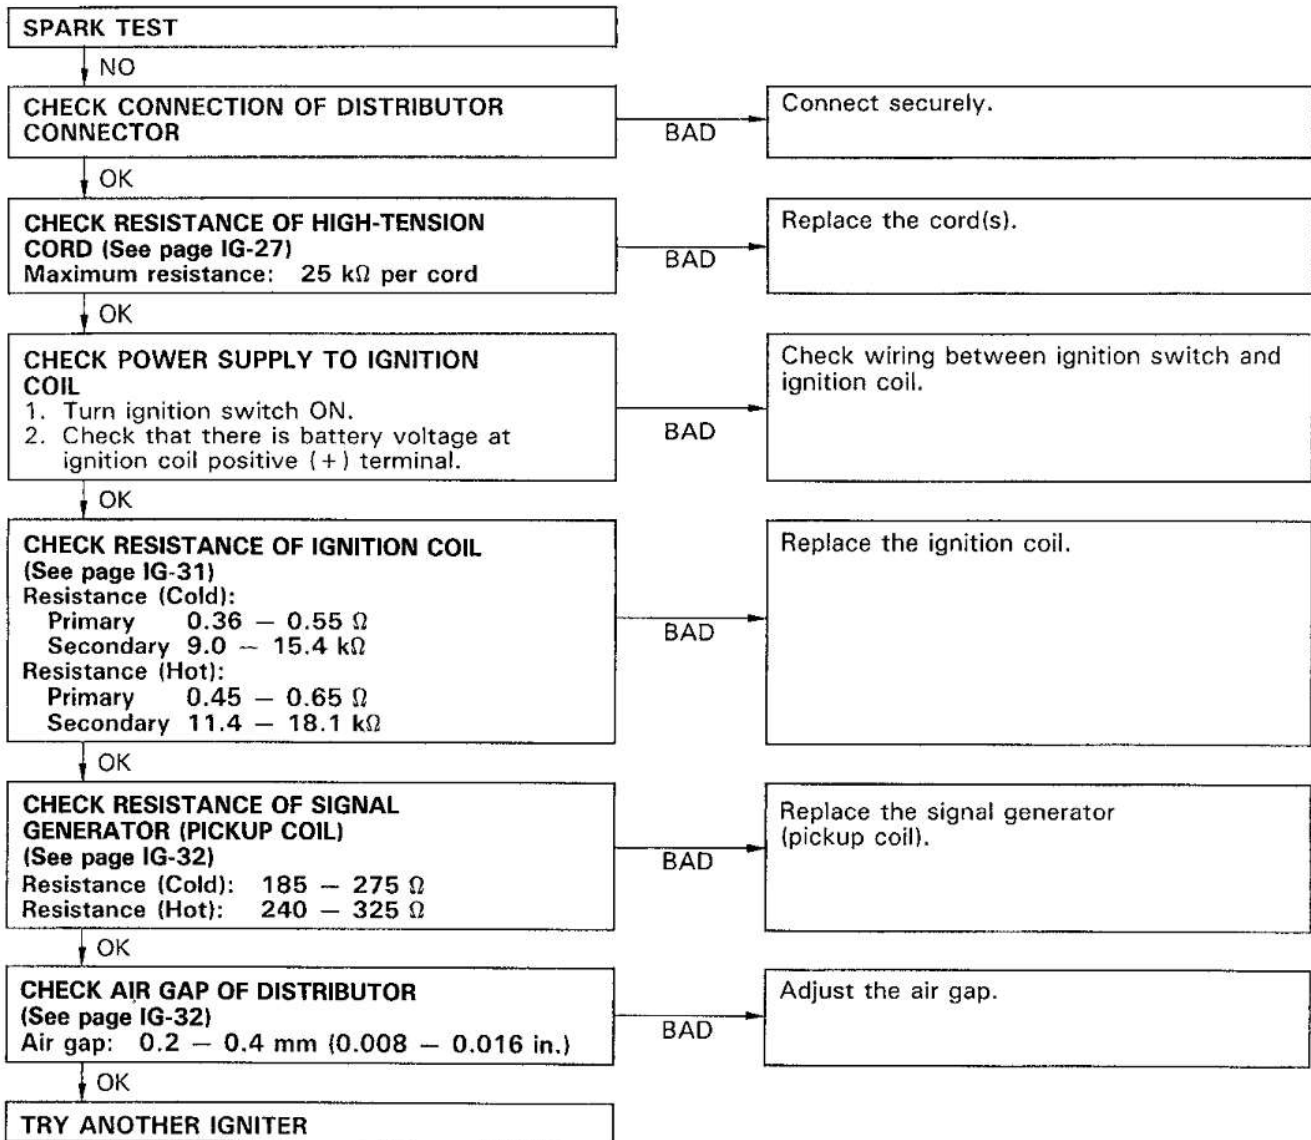 SPARK TEST
NO
CHECK CONNECTION OF DISTRIBUTOR
CONNECTOR
BAD
Connect securely.
OK
CHECK RESISTANCE OF HIGH-TENSION
CORD (See page IG-27)
Maximum resistance: 25 kΩ per cord
BAD
Replace the cord(s).
OK
CHECK POWER SUPPLY TO IGNITION
COIL
1. Turn ignition switch ON.
2. Check that there is battery voltage at
ignition coil positive (+) terminal.
BAD
Check wiring between ignition switch and
ignition coil.
OK
CHECK RESISTANCE OF IGNITION COIL
(See page IG-31)
Resistance (Cold):
Primary 0.36 — 0.55 Ω
Secondary 9.0 — 15.4 kΩ
Resistance (Hot):
Primary 0.45 — 0.65 Ω
Secondary 11.4 — 18.1 kΩ
BAD
Replace the ignition coil.
OK
CHECK RESISTANCE OF SIGNAL
GENERATOR (PICKUP COIL)
(See page IG-32)
Resistance (Cold): 185 — 275 Ω
Resistance (Hot): 240 — 325 Ω
BAD
Replace the signal generator
(pickup coil).
OK
CHECK AIR GAP OF DISTRIBUTOR
(See page IG-32)
Air gap: 0.2 — 0.4 mm (0.008 — 0.016 in.)
BAD
Adjust the air gap.
OK
TRY ANOTHER IGNITER